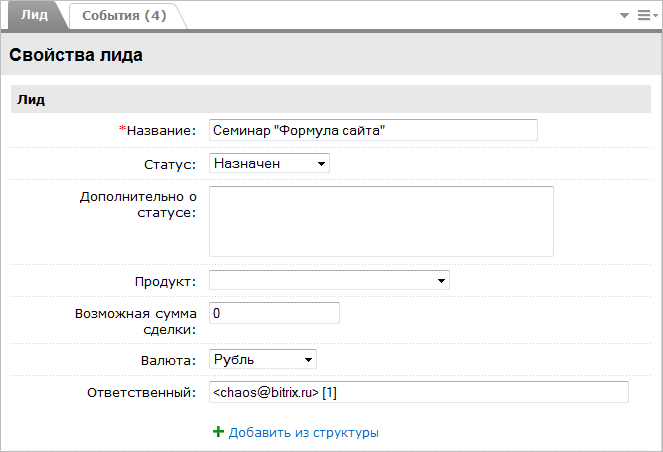 Лид События (4)
Свойства лида
Лид
*Название: Семинар "Формула сайта"
Статус: Назначен
Дополнительно о
статусе:
Продукт:
Возможная сумма
сделки: 0
Валюта: Рубль
Ответственный: <chaos@bitrix.ru> [1]
+ Добавить из структуры